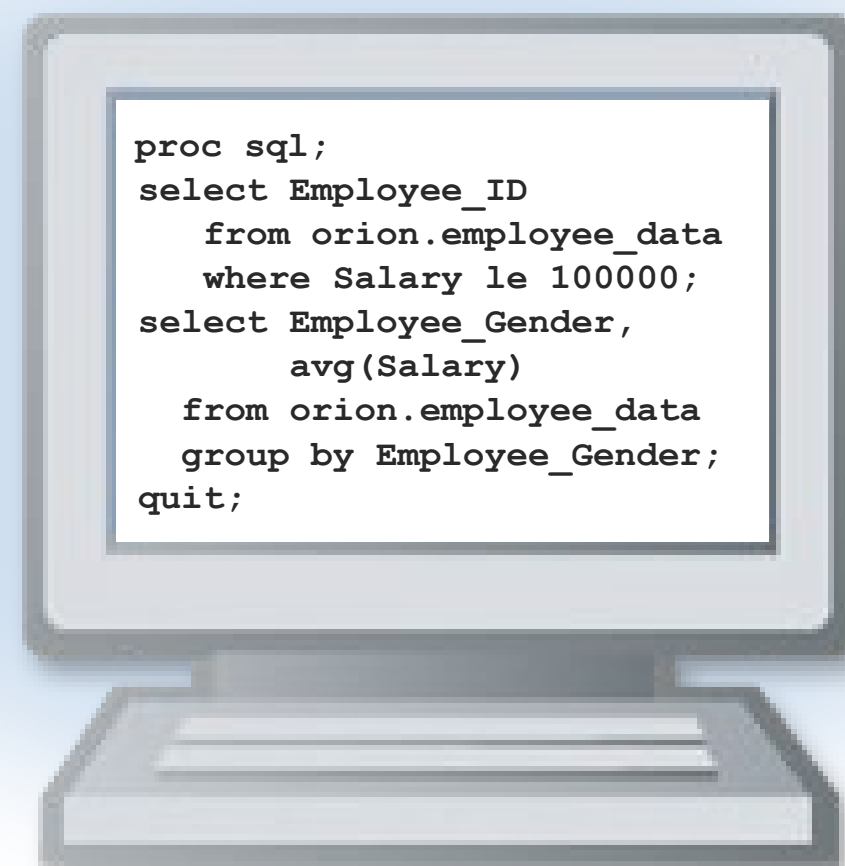 proc sql;
select Employee_ID
from orion.employee_data
where Salary le 100000;
select Employee_Gender,
avg(Salary)
from orion.employee_data
group by Employee_Gender;
quit;